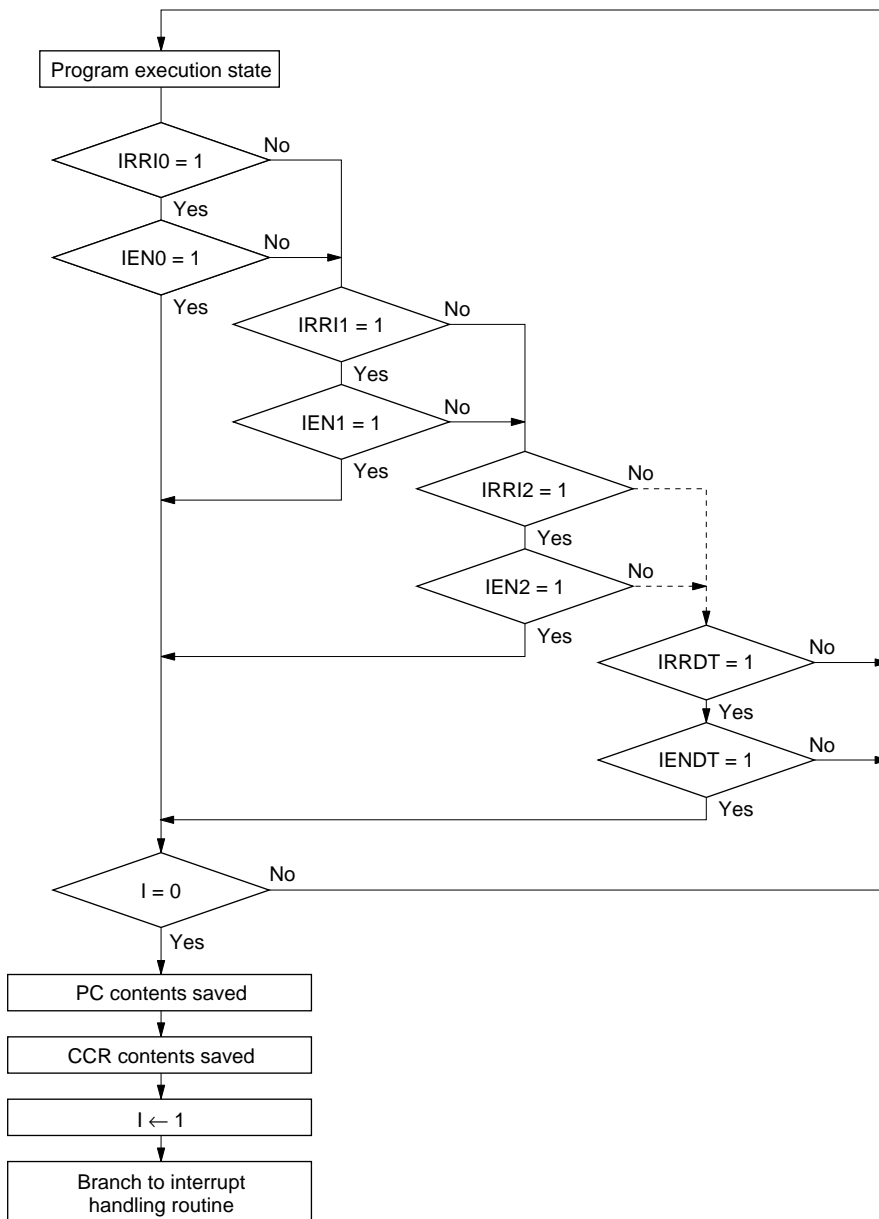 Program execution state
IRRI0 = 1
No
Yes
IEN0 = 1
No
Yes
IRRI1 = 1
No
Yes
IEN1 = 1
No
Yes
IRRI2 = 1
No
Yes
IEN2 = 1
No
Yes
IRRDT = 1
No
Yes
IENDT = 1
No
Yes
I = 0
No
Yes
PC contents saved
CCR contents saved
I ← 1
Branch to interrupt
handling routine